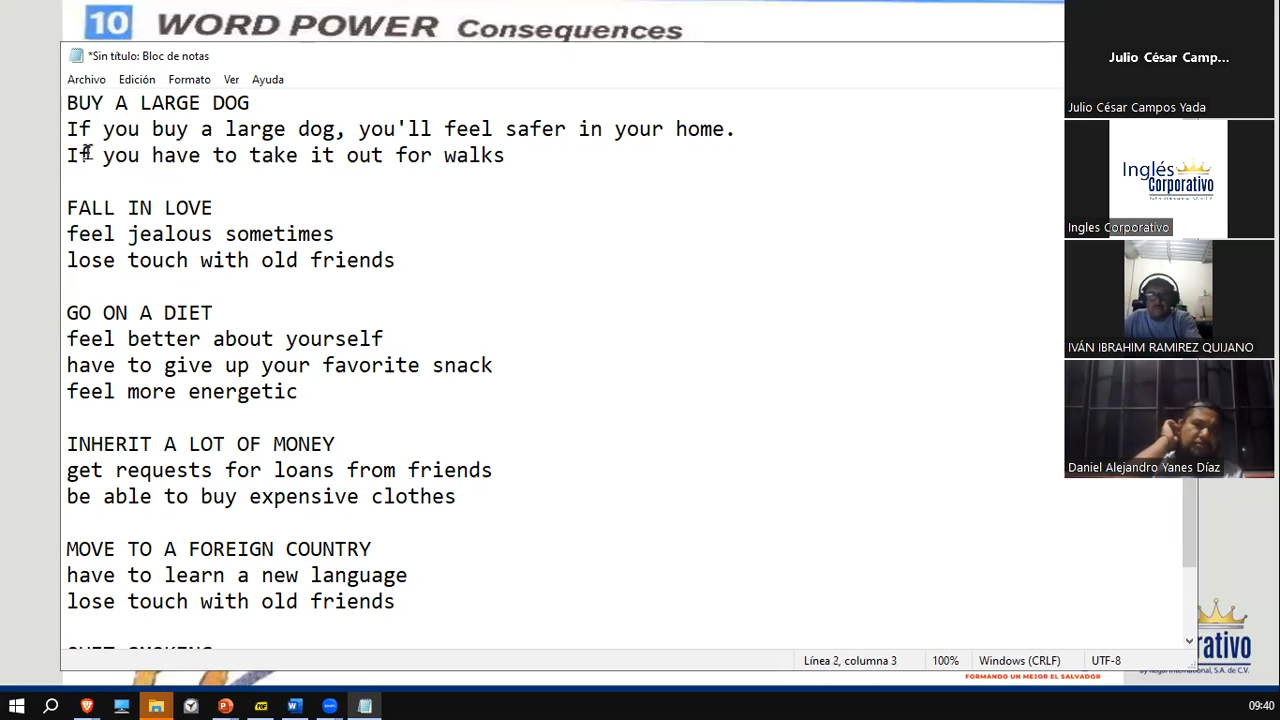 10 WORD POWER Consequences
*Sin título: Bloc de notas
Archivo Edición Formato Ver Ayuda
BUY A LARGE DOG
If you buy a large dog, you'll feel safer in your home.
If you have to take it out for walks
FALL IN LOVE
feel jealous sometimes
lose touch with old friends
GO ON A DIET
feel better about yourself
have to give up your favorite snack
feel more energetic
INHERIT A LOT OF MONEY
get requests for loans from friends
be able to buy expensive clothes
MOVE TO A FOREIGN COUNTRY
have to learn a new language
lose touch with old friends
Línea 2, columna 3 100% Windows (CRLF) UTF-8
FORMANDO UN MEJOR EL SALVADOR
Julio César Camp...
Julio César Campos Yada
Inglés
Corporativo
Ingles Corporativo
IVÁN IBRAHIM RAMIREZ QUIJANO
Daniel Alejandro Yanes Díaz
09:40